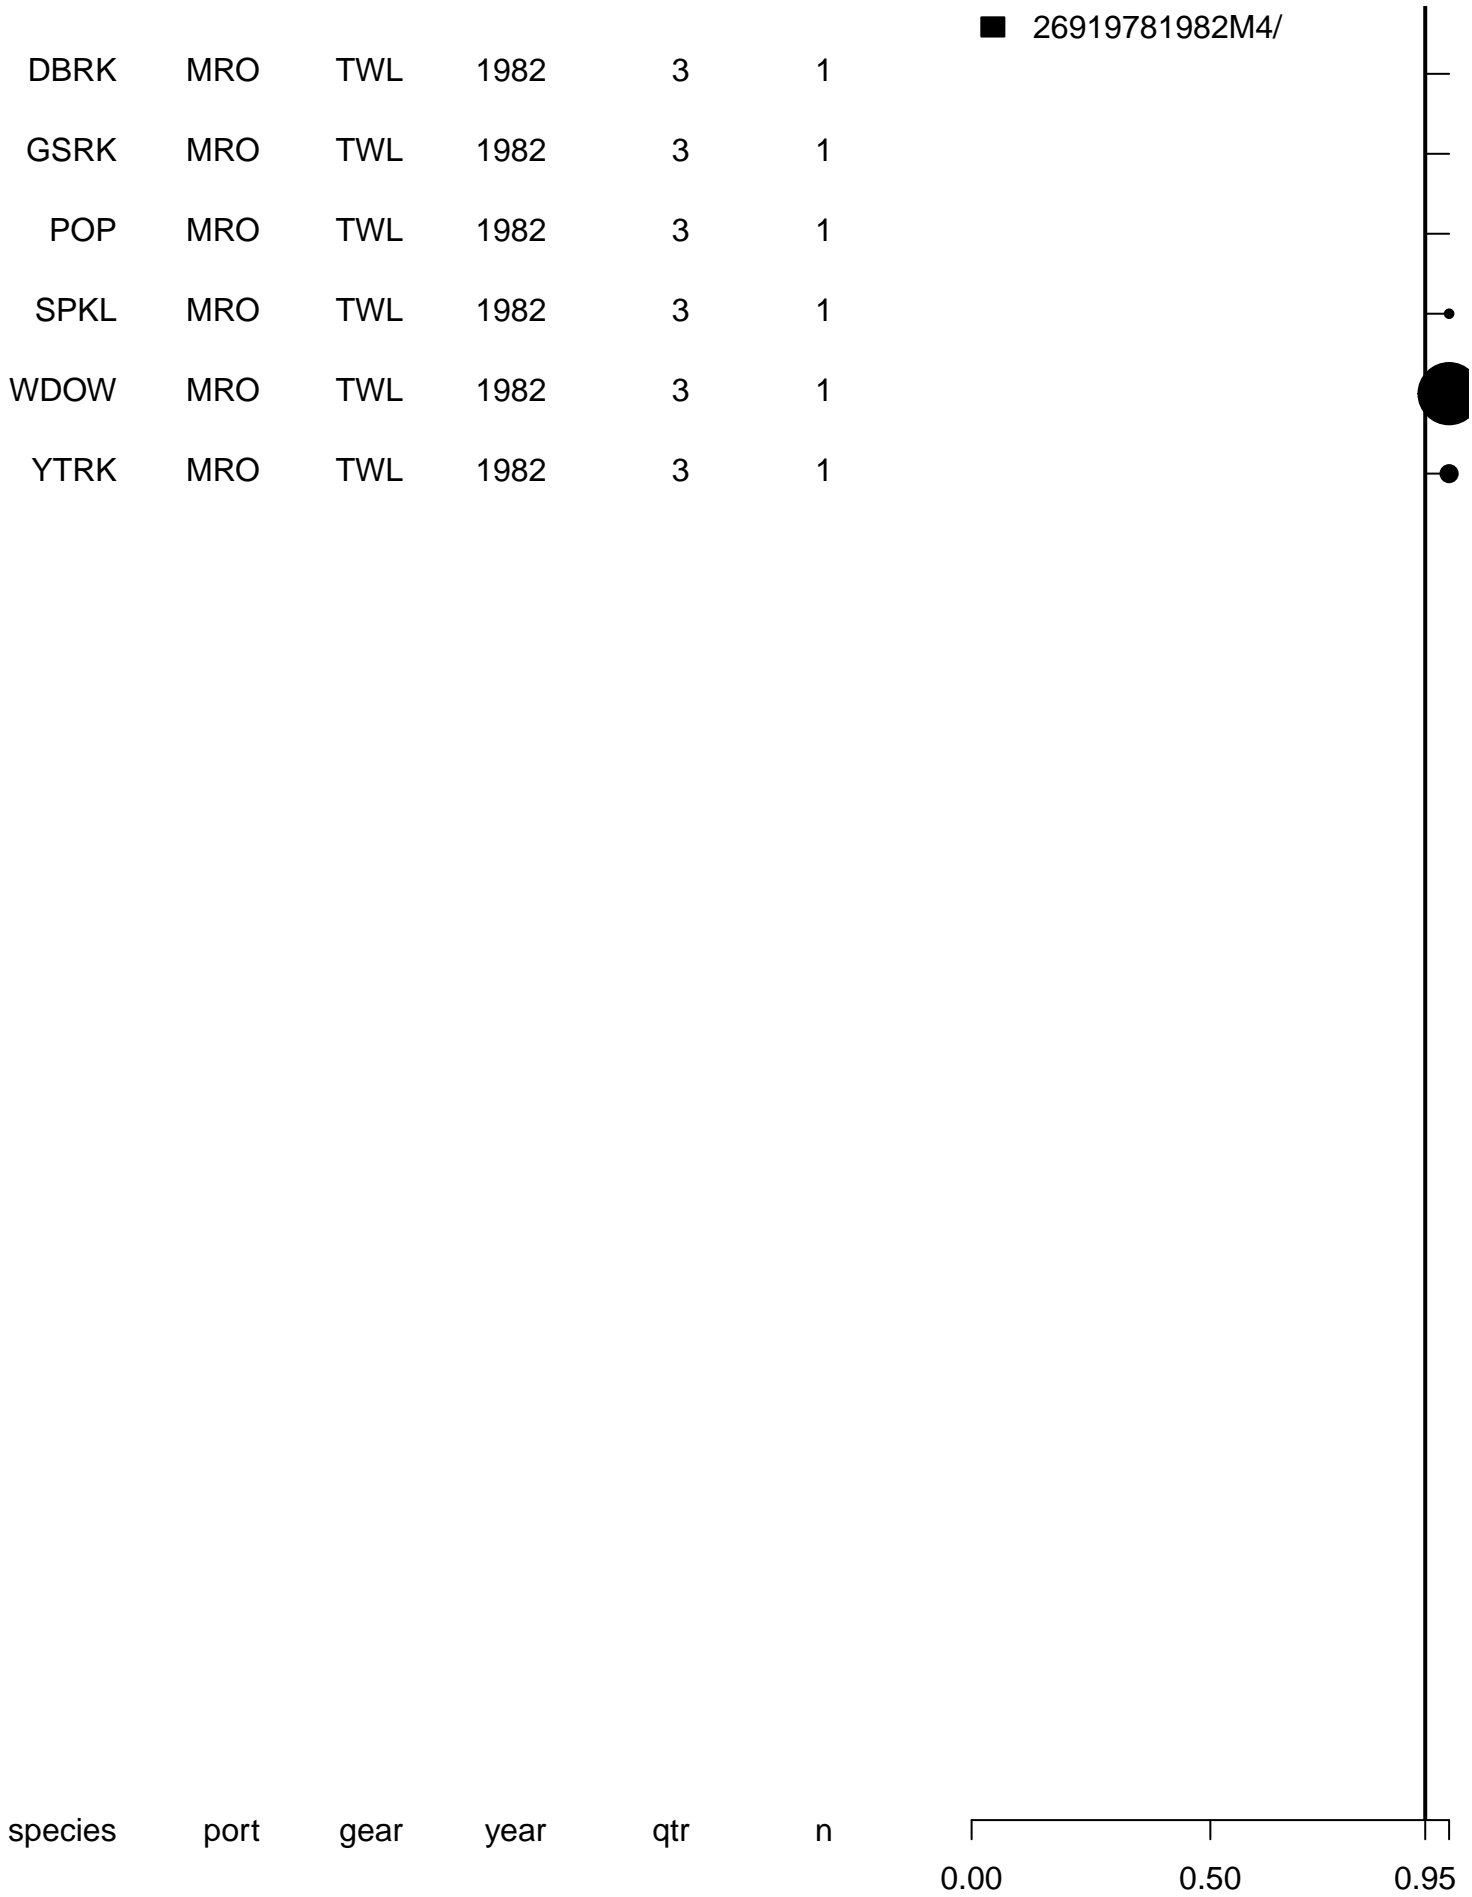 26919781982M4/
DBRK MRO TWL 1982 3 1
GSRK MRO TWL 1982 3 1
POP MRO TWL 1982 3 1
SPKL MRO TWL 1982 3 1
WDOW MRO TWL 1982 3 1
YTRK MRO TWL 1982 3 1
species port gear year qtr n
0.00 0.50 0.95